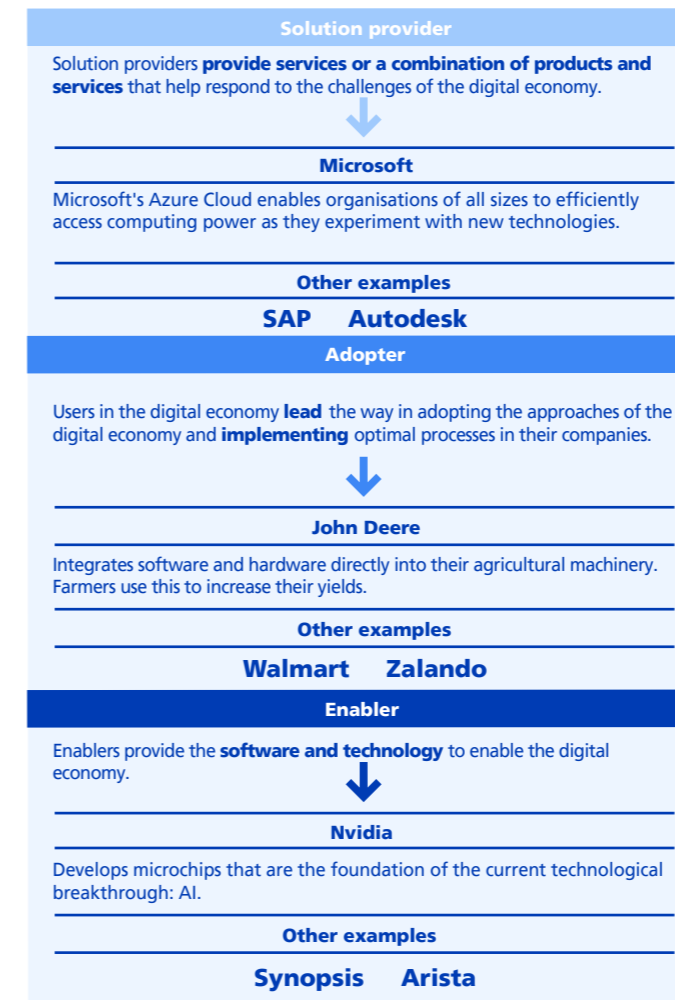 Solution provider
Solution providers provide services or a combination of products and
services that help respond to the challenges of the digital economy.
Microsoft
Microsoft's Azure Cloud enables organisations of all sizes to efficiently
access computing power as they experiment with new technologies.
Other examples
SAP Autodesk
Adopter
Users in the digital economy lead the way in adopting the approaches of the
digital economy and implementing optimal processes in their companies.
John Deere
Integrates software and hardware directly into their agricultural machinery.
Farmers use this to increase their yields.
Other examples
Walmart Zalando
Enabler
Enablers provide the software and technology to enable the digital
economy.
Nvidia
Develops microchips that are the foundation of the current technological
breakthrough: AI.
Other examples
Synopsis Arista